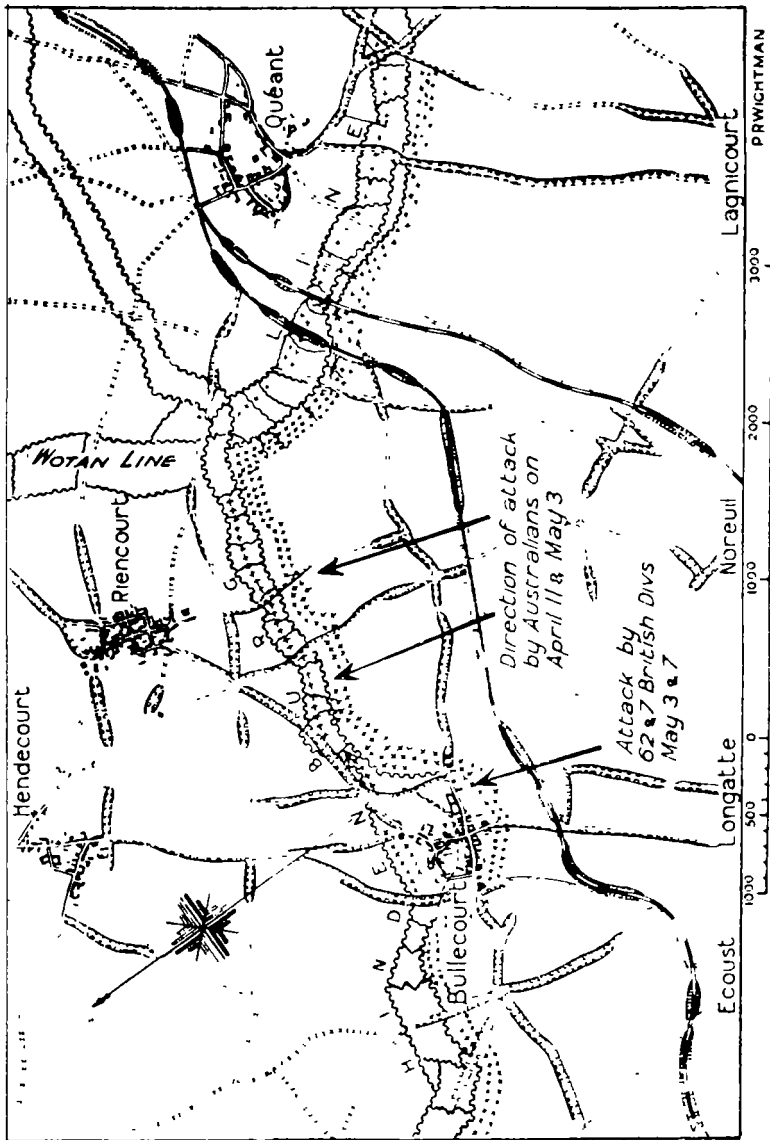 Hendecourt
Riencourt
WOTAN LINE
Quéant
HINDENBURG LINE
Bullecourt
Direction of attack
by Australians on
April 11 & May 3
Attack by
62 & 7 British Divs
May 3 & 7
Ecoust
Longatte
Noreuil
Lagnicourt
1000 500 0 1000 2000 3000
PRWICHTMAN